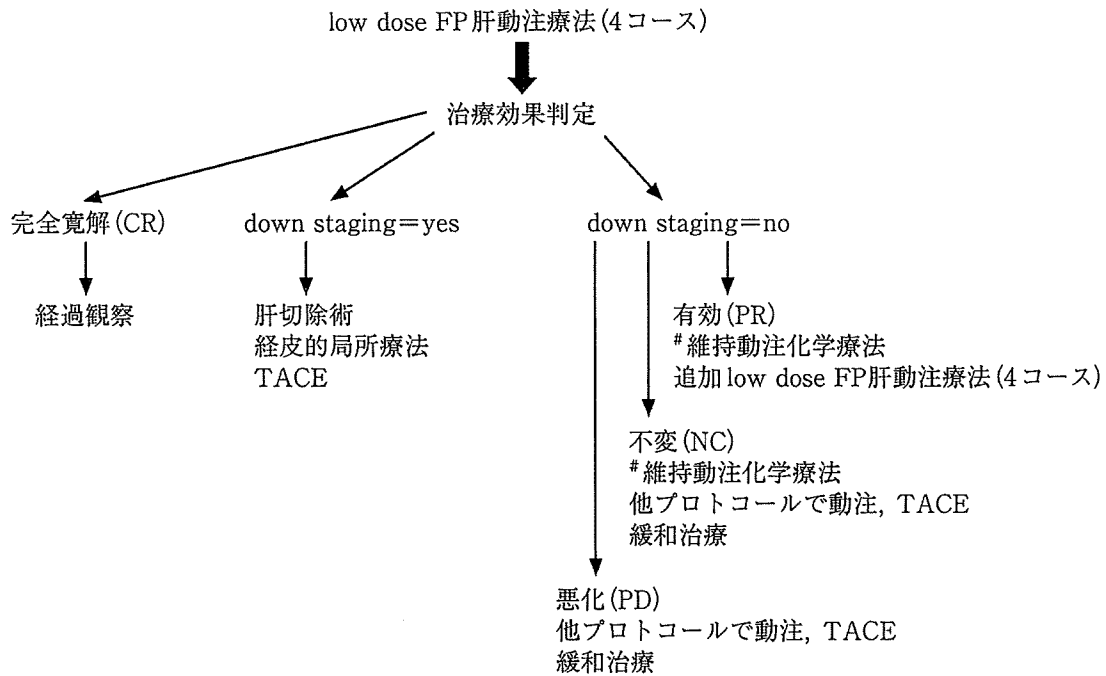 low dose FP肝動注療法(4コース)
治療効果判定
完全寛解(CR)
down staging=yes
down staging=no
経過観察
肝切除術
経皮的局所療法
TACE
有効(PR)
#維持動注化学療法
追加low dose FP肝動注療法(4コース)
不変(NC)
#維持動注化学療法
他プロトコールで動注, TACE
緩和治療
悪化(PD)
他プロトコールで動注, TACE
緩和治療